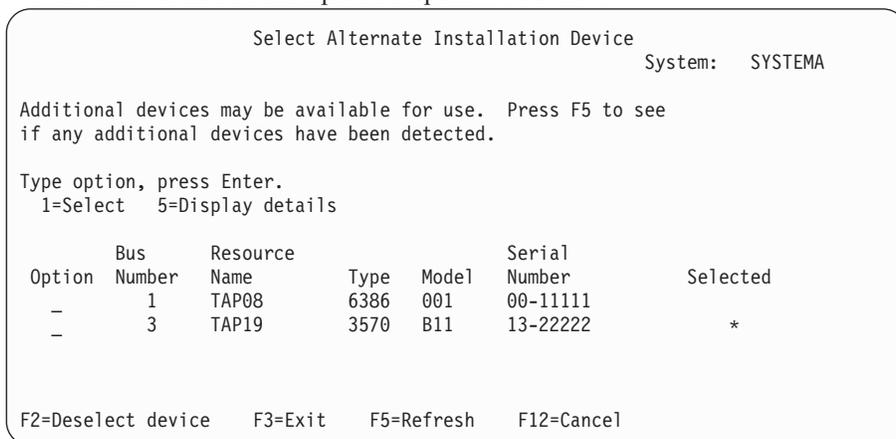 Select Alternate Installation Device
System: SYSTEMA
Additional devices may be available for use. Press F5 to see
if any additional devices have been detected.
Type option, press Enter.
1=Select 5=Display details
Bus Resource Serial
Option Number Name Type Model Number Selected
_ 1 TAP08 6386 001 00-11111
_ 3 TAP19 3570 B11 13-22222 *
F2=Deselect device F3=Exit F5=Refresh F12=Cancel